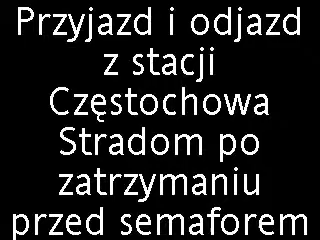 Przyjazd i odjazd
z stacji
Częstochowa
Stradom po
zatrzymaniu
przed semaforem